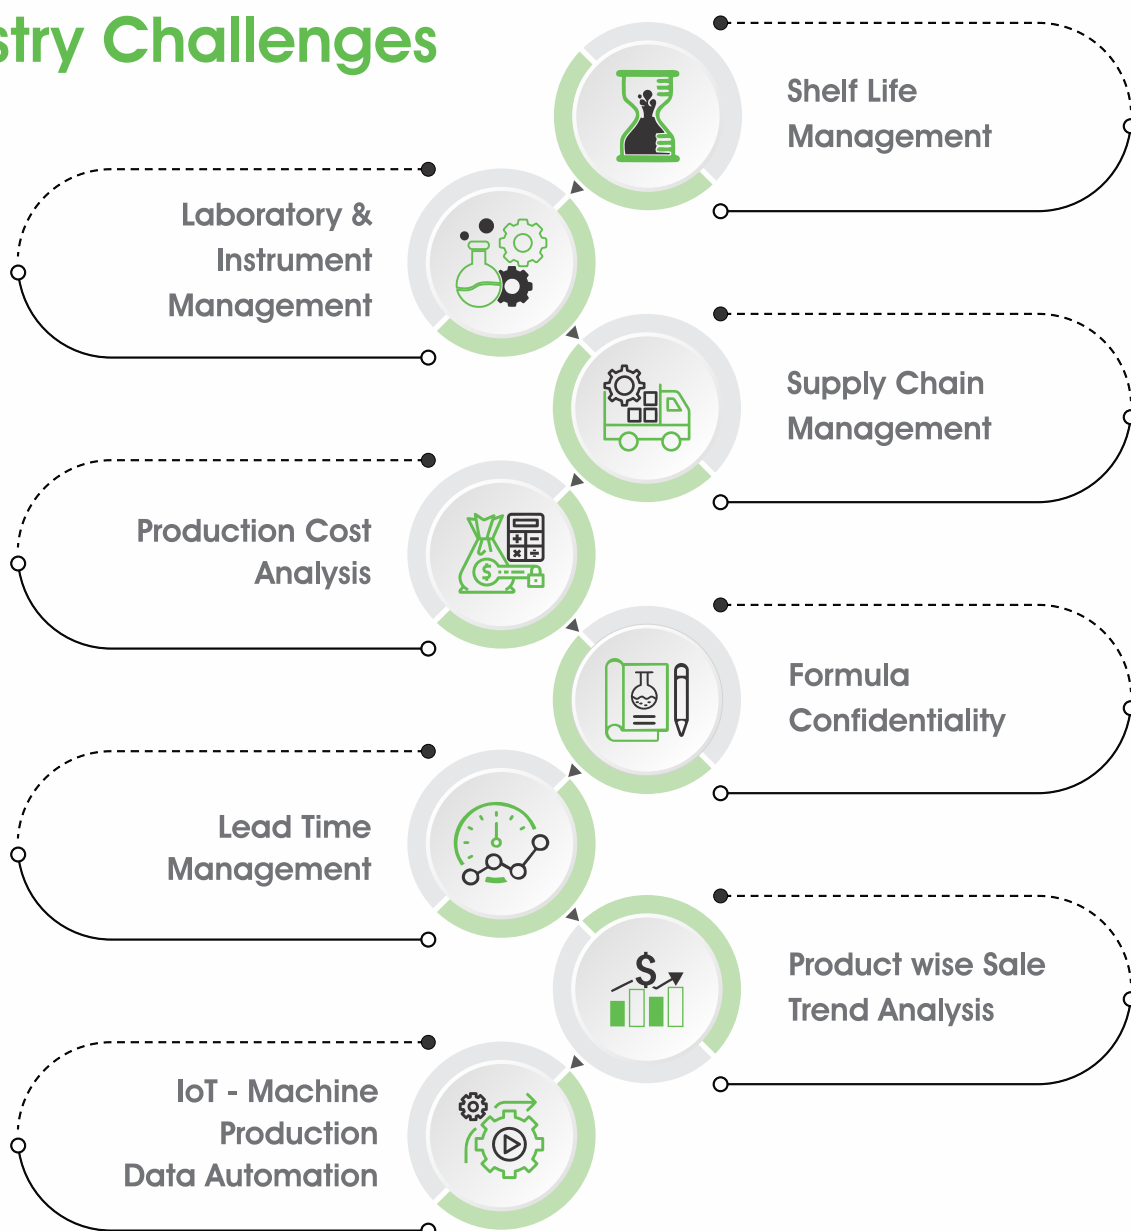 stry Challenges
Shelf Life
Management
Laboratory &
Instrument
Management
Supply Chain
Management
Production Cost
Analysis
Formula
Confidentiality
Lead Time
Management
Product wise Sale
Trend Analysis
IoT - Machine
Production
Data Automation